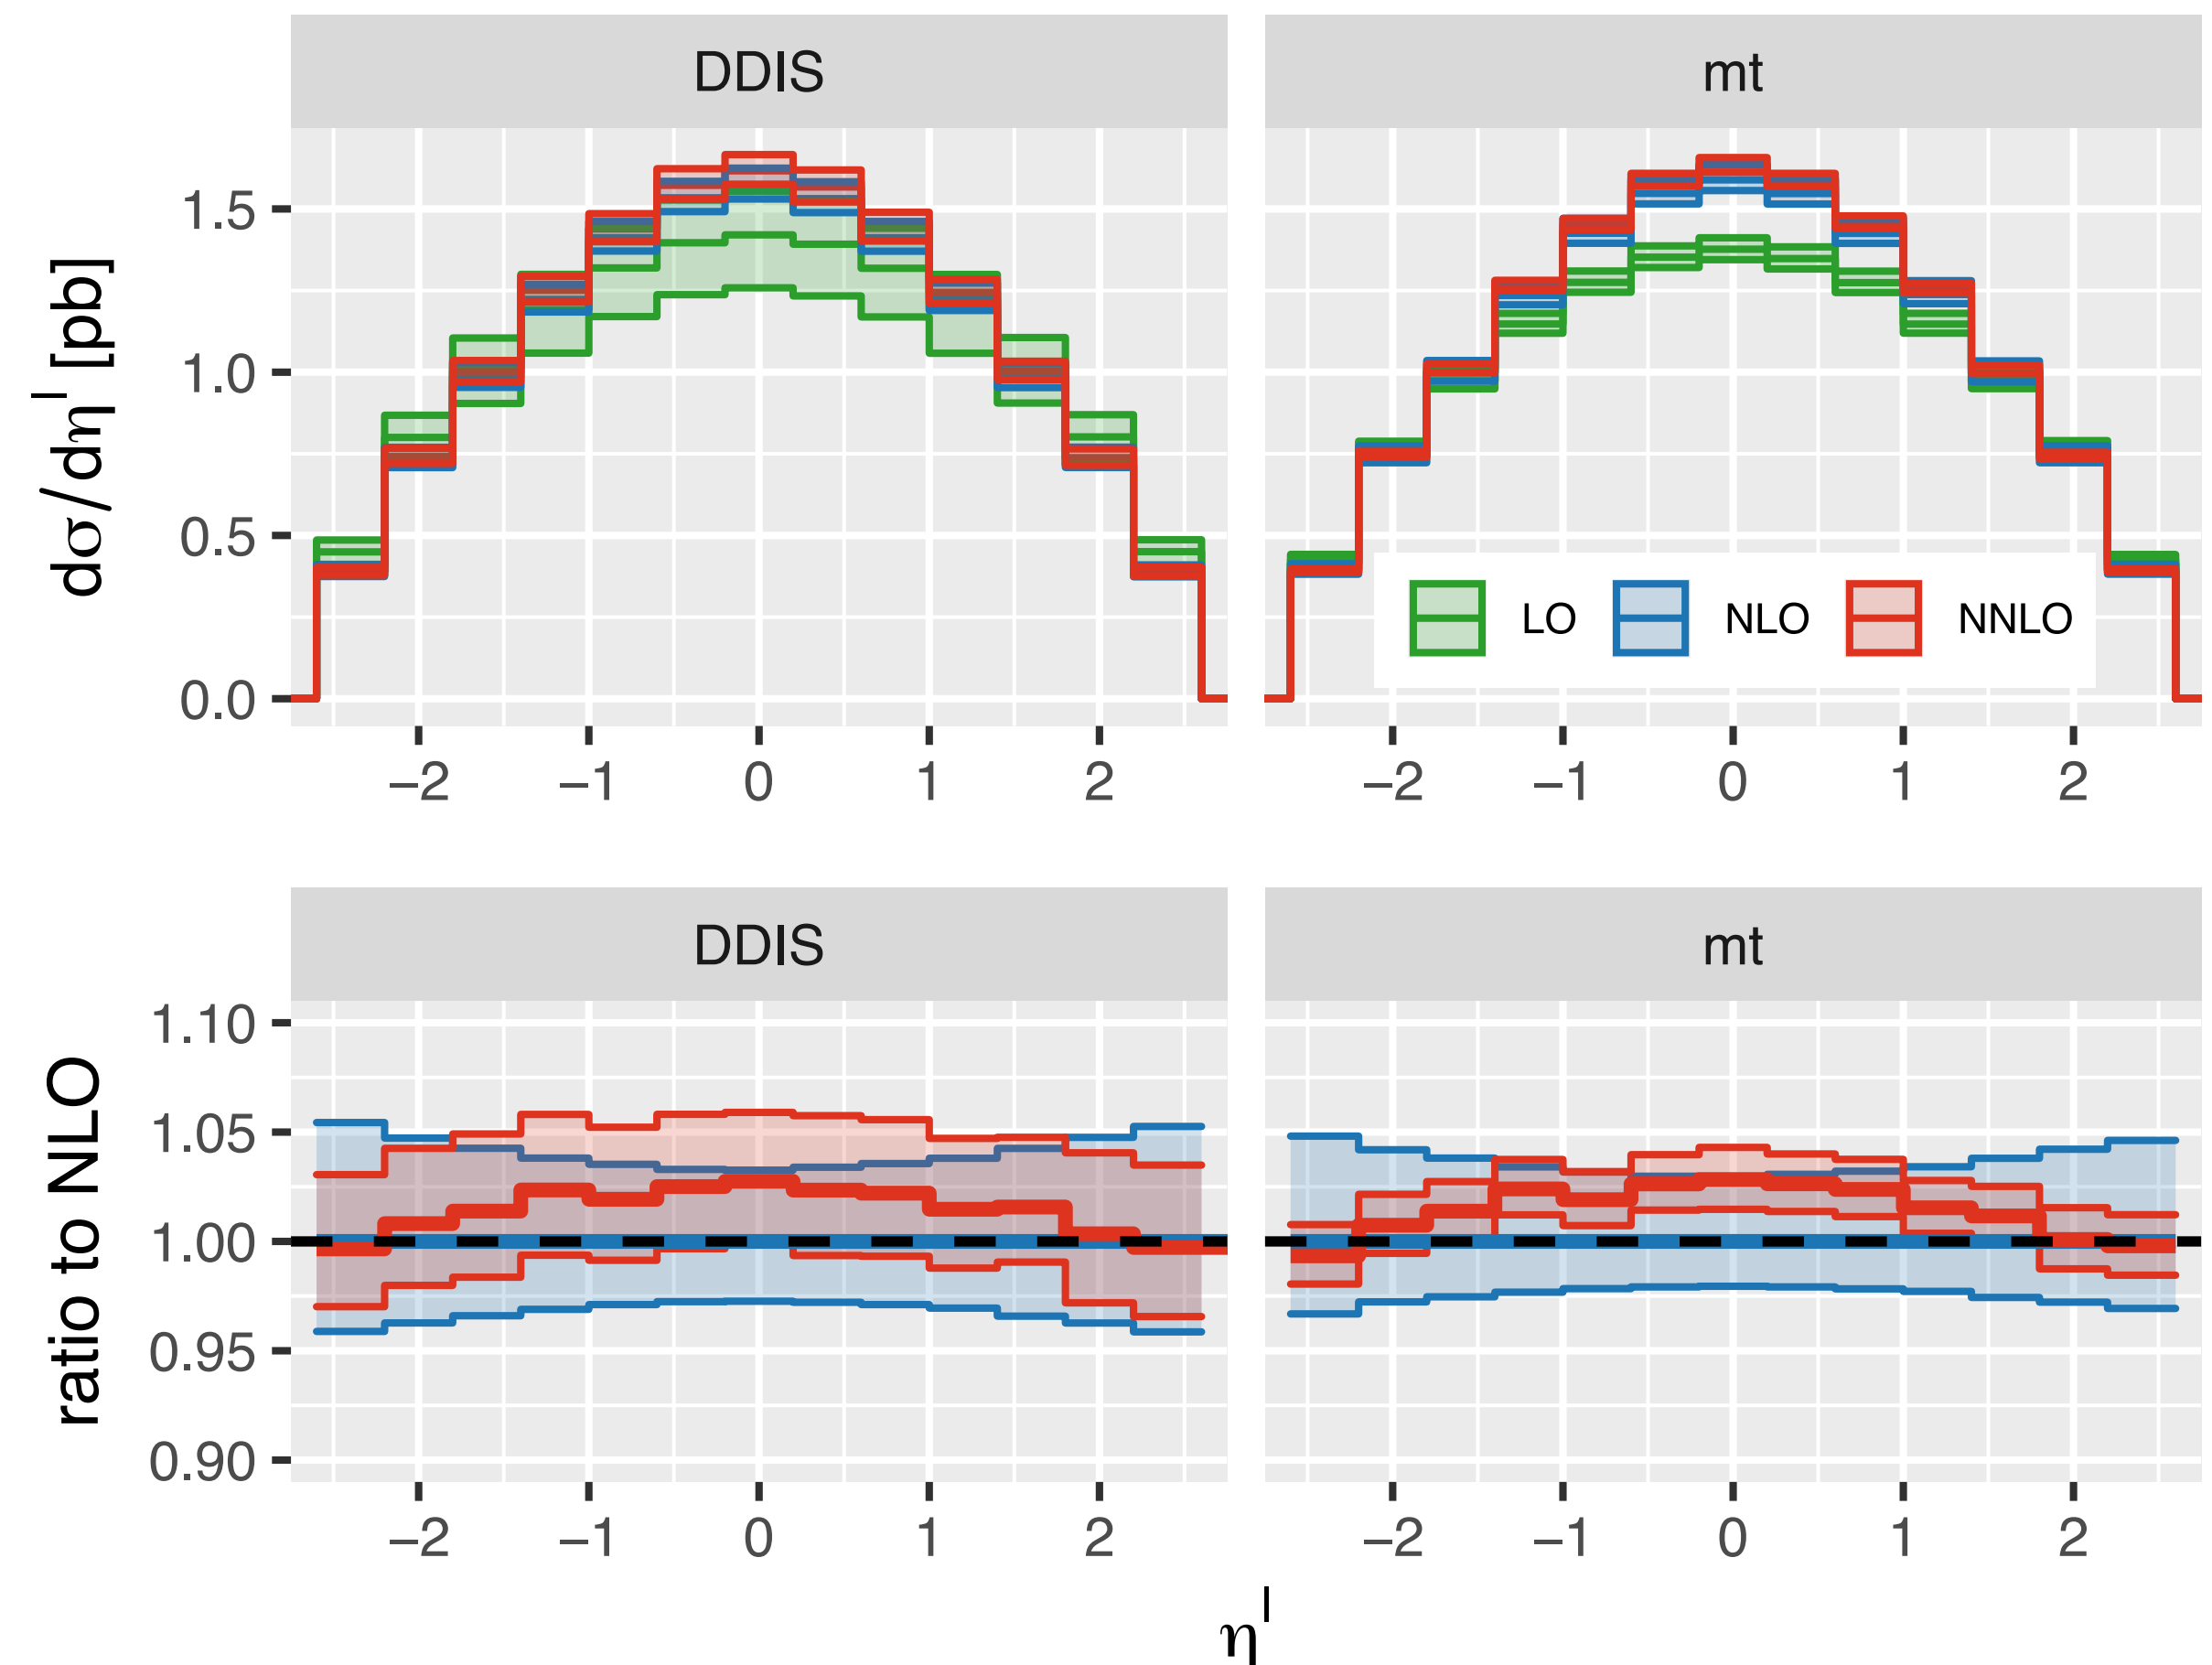 DDIS mt
dσ/dηˡ [pb]
1.5
1.0
0.5
0.0
LO NLO NNLO
−2 −1 0 1 2 −2 −1 0 1 2
DDIS mt
ratio to NLO
1.10
1.05
1.00
0.95
0.90
−2 −1 0 1 2 −2 −1 0 1 2
ηˡ